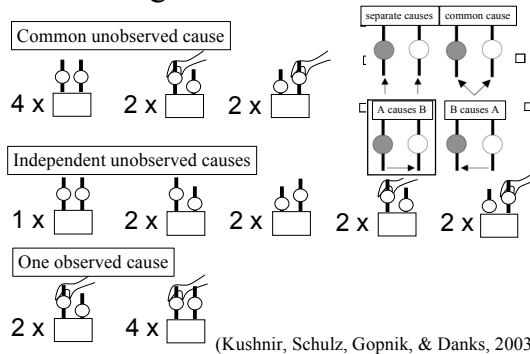 Common unobserved cause
4 x 2 x 2 x
separate causes common cause
A causes B B causes A
Independent unobserved causes
1 x 2 x 2 x 2 x 2 x
One observed cause
2 x 4 x
(Kushnir, Schulz, Gopnik, & Danks, 2003